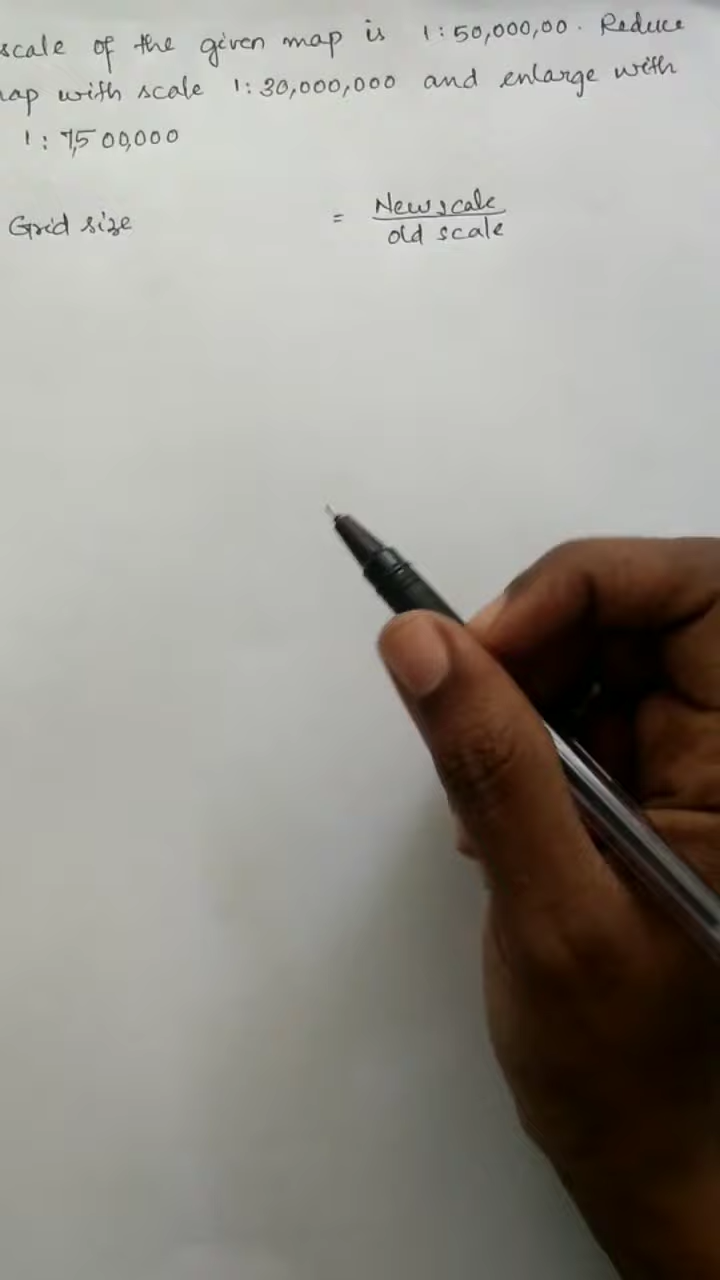 scale of the given map is 1:50,000,00. Reduce
ap with scale 1:30,000,000 and enlarge with
1:7,500,000
Grid size = New scale
old scale